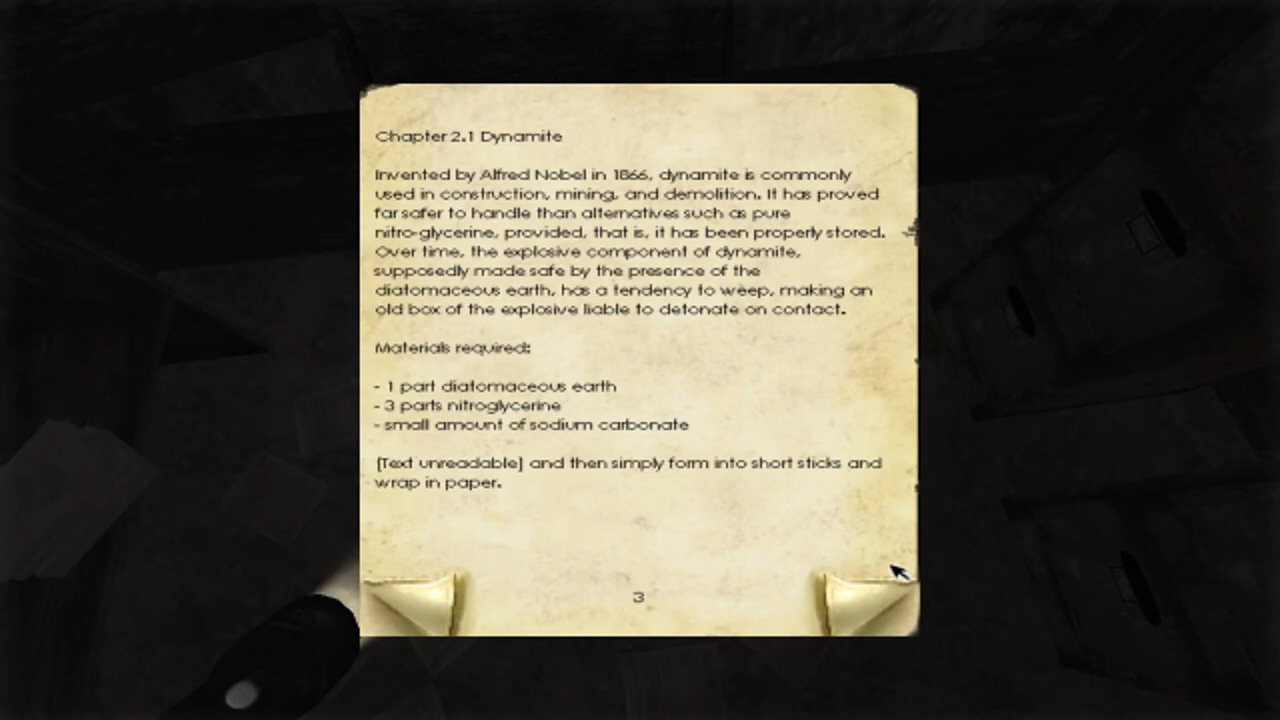 Chapter 2.1 Dynamite
Invented by Alfred Nobel in 1866, dynamite is commonly
used in construction, mining, and demolition. It has proved
far safer to handle than alternatives such as pure
nitro-glycerine, provided, that is, it has been properly stored.
Over time, the explosive component of dynamite,
supposedly made safe by the presence of the
diatomaceous earth, has a tendency to weep, making an
old box of the explosive liable to detonate on contact.
Materials required:
- 1 part diatomaceous earth
- 3 parts nitroglycerine
- small amount of sodium carbonate
[Text unreadable] and then simply form into short sticks and
wrap in paper.
3